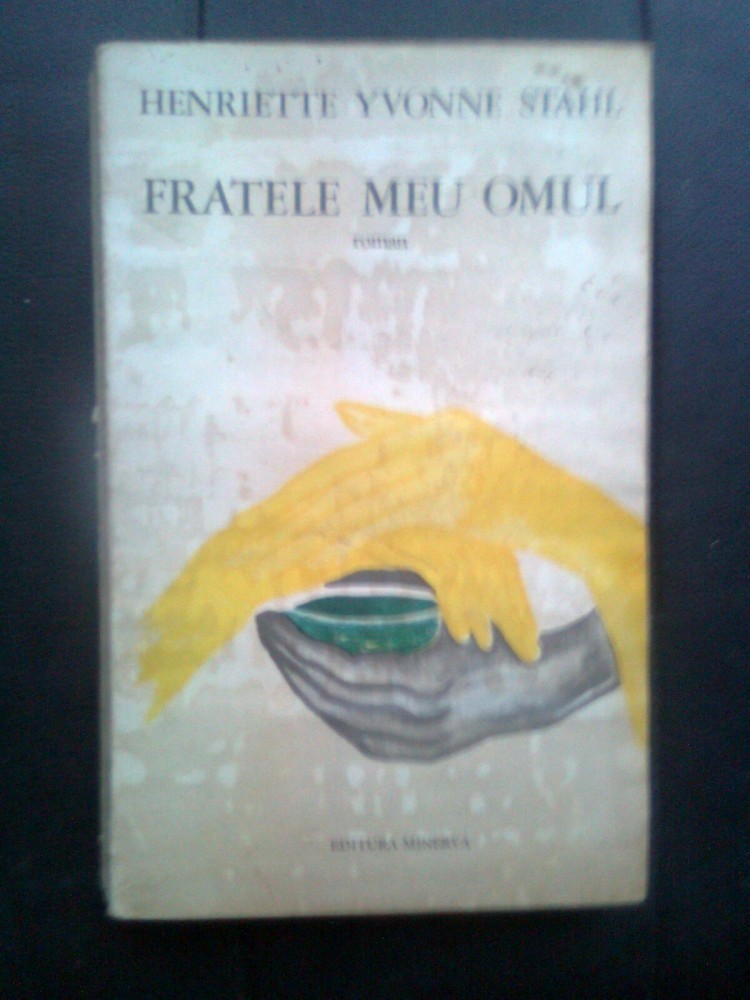 HENRIETTE YVONNE STAHL
FRATELE MEU OMUL
roman
EDITURA MINERVA